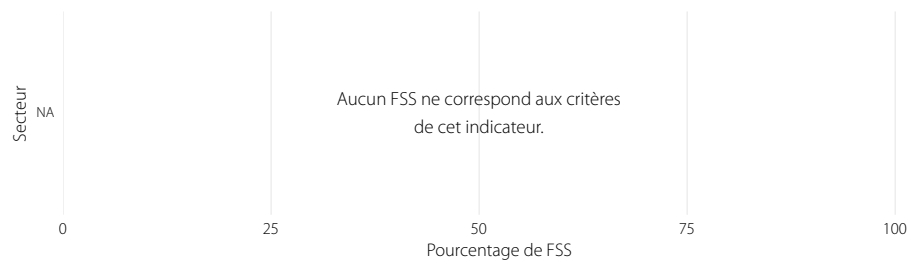 Aucun FSS ne correspond aux critères
de cet indicateur.
Secteur
NA
0 25 50 75 100
Pourcentage de FSS